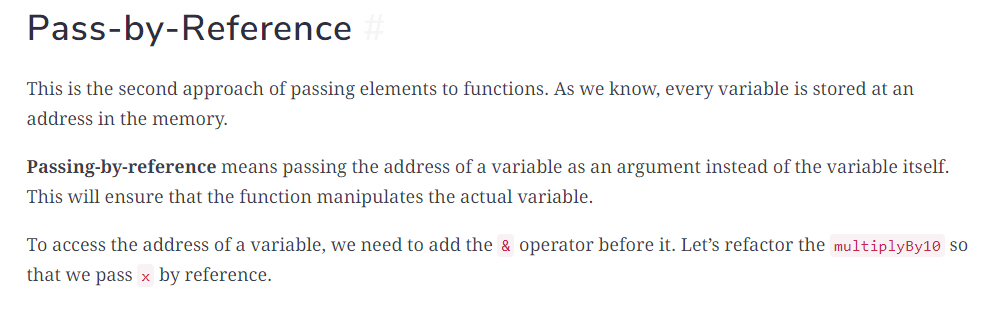 Pass-by-Reference #
This is the second approach of passing elements to functions. As we know, every variable is stored at an
address in the memory.
Passing-by-reference means passing the address of a variable as an argument instead of the variable itself.
This will ensure that the function manipulates the actual variable.
To access the address of a variable, we need to add the & operator before it. Let’s refactor the multiplyBy10 so
that we pass x by reference.